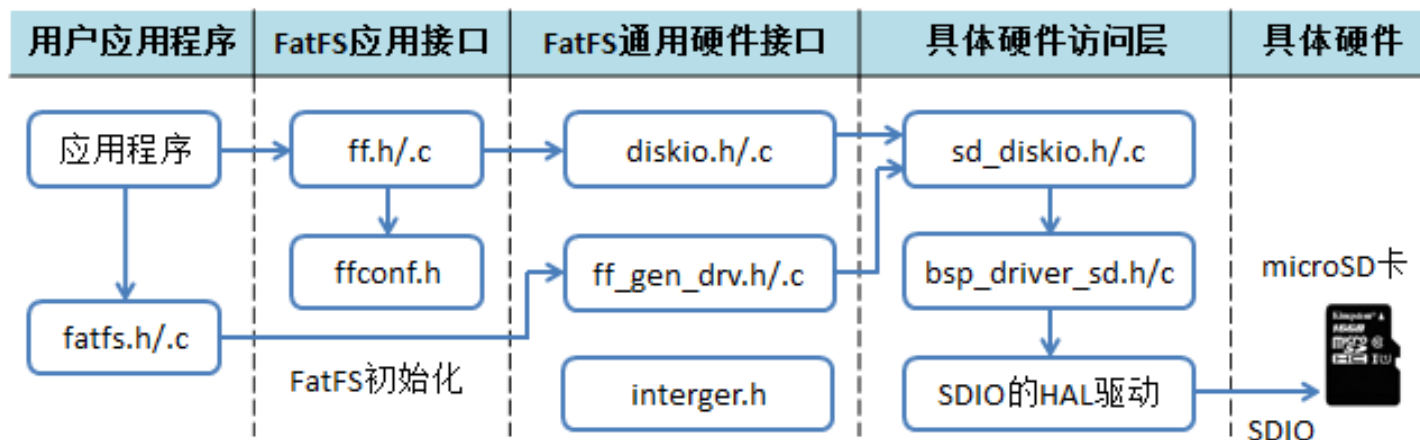 用户应用程序
FatFS应用接口
FatFS通用硬件接口
具体硬件访问层
具体硬件
应用程序
ff.h/.c
diskio.h/.c
sd_diskio.h/.c
ffconf.h
ff_gen_drv.h/.c
bsp_driver_sd.h/c
microSD卡
fatfs.h/.c
FatFS初始化
interger.h
SDIO的HAL驱动
Kingston
micro
SDIO